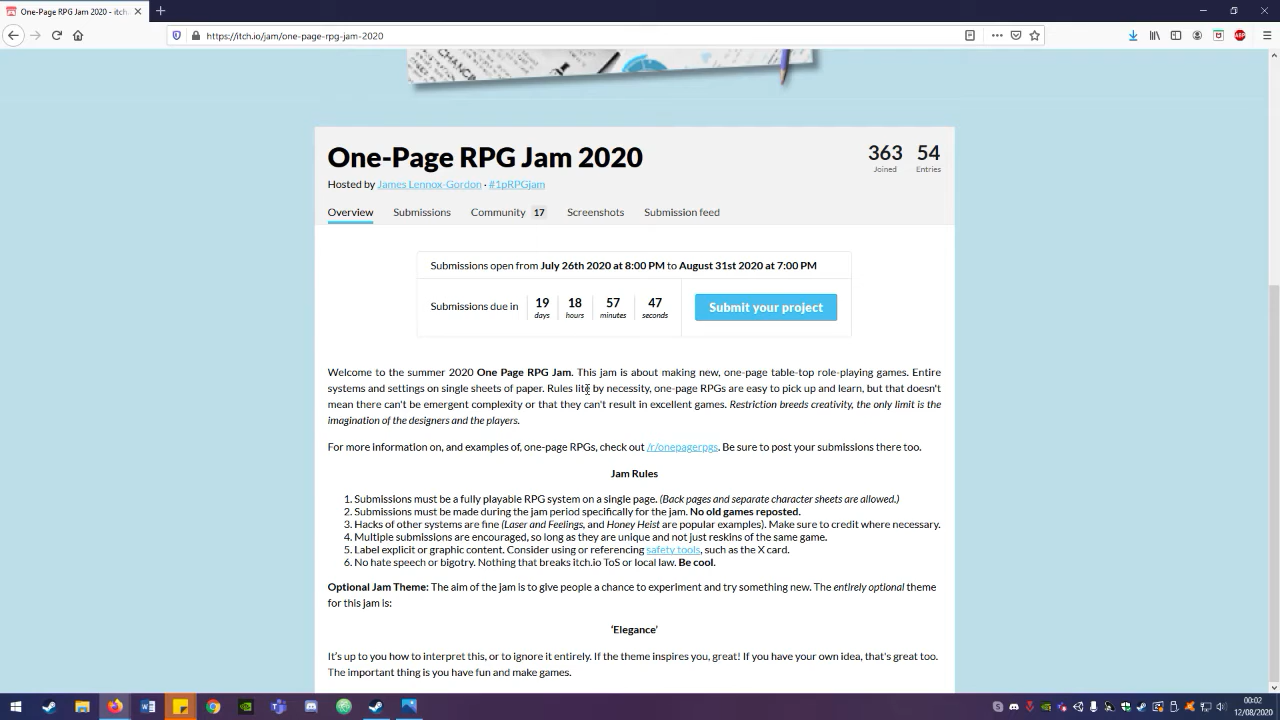 One-Page RPG Jam 2020 - itch.
https://itch.io/jam/one-page-rpg-jam-2020
ABP
One-Page RPG Jam 2020
363
54
Hosted by James Lennox-Gordon · #1pRPGjam
Joined
Entries
Overview
Submissions
Community 17
Screenshots
Submission feed
Submissions open from July 26th 2020 at 8:00 PM to August 31st 2020 at 7:00 PM
Submissions due in
19 18 57 47
days hours minutes seconds
Submit your project
Welcome to the summer 2020 One Page RPG Jam. This jam is about making new, one-page table-top role-playing games. Entire
systems and settings on single sheets of paper. Rules lite by necessity, one-page RPGs are easy to pick up and learn, but that doesn't
mean there can't be emergent complexity or that they can't result in excellent games. Restriction breeds creativity, the only limit is the
imagination of the designers and the players.
For more information on, and examples of, one-page RPGs, check out /r/onepagerpgs. Be sure to post your submissions there too.
Jam Rules
1. Submissions must be a fully playable RPG system on a single page. (Back pages and separate character sheets are allowed.)
2. Submissions must be made during the jam period specifically for the jam. No old games reposted.
3. Hacks of other systems are fine (Laser and Feelings, and Honey Heist are popular examples). Make sure to credit where necessary.
4. Multiple submissions are encouraged, so long as they are unique and not just reskins of the same game.
5. Label explicit or graphic content. Consider using or referencing safety tools, such as the X card.
6. No hate speech or bigotry. Nothing that breaks itch.io ToS or local law. Be cool.
Optional Jam Theme: The aim of the jam is to give people a chance to experiment and try something new. The entirely optional theme
for this jam is:
‘Elegance’
It’s up to you how to interpret this, or to ignore it entirely. If the theme inspires you, great! If you have your own idea, that's great too.
The important thing is you have fun and make games.
00:02
12/08/2020